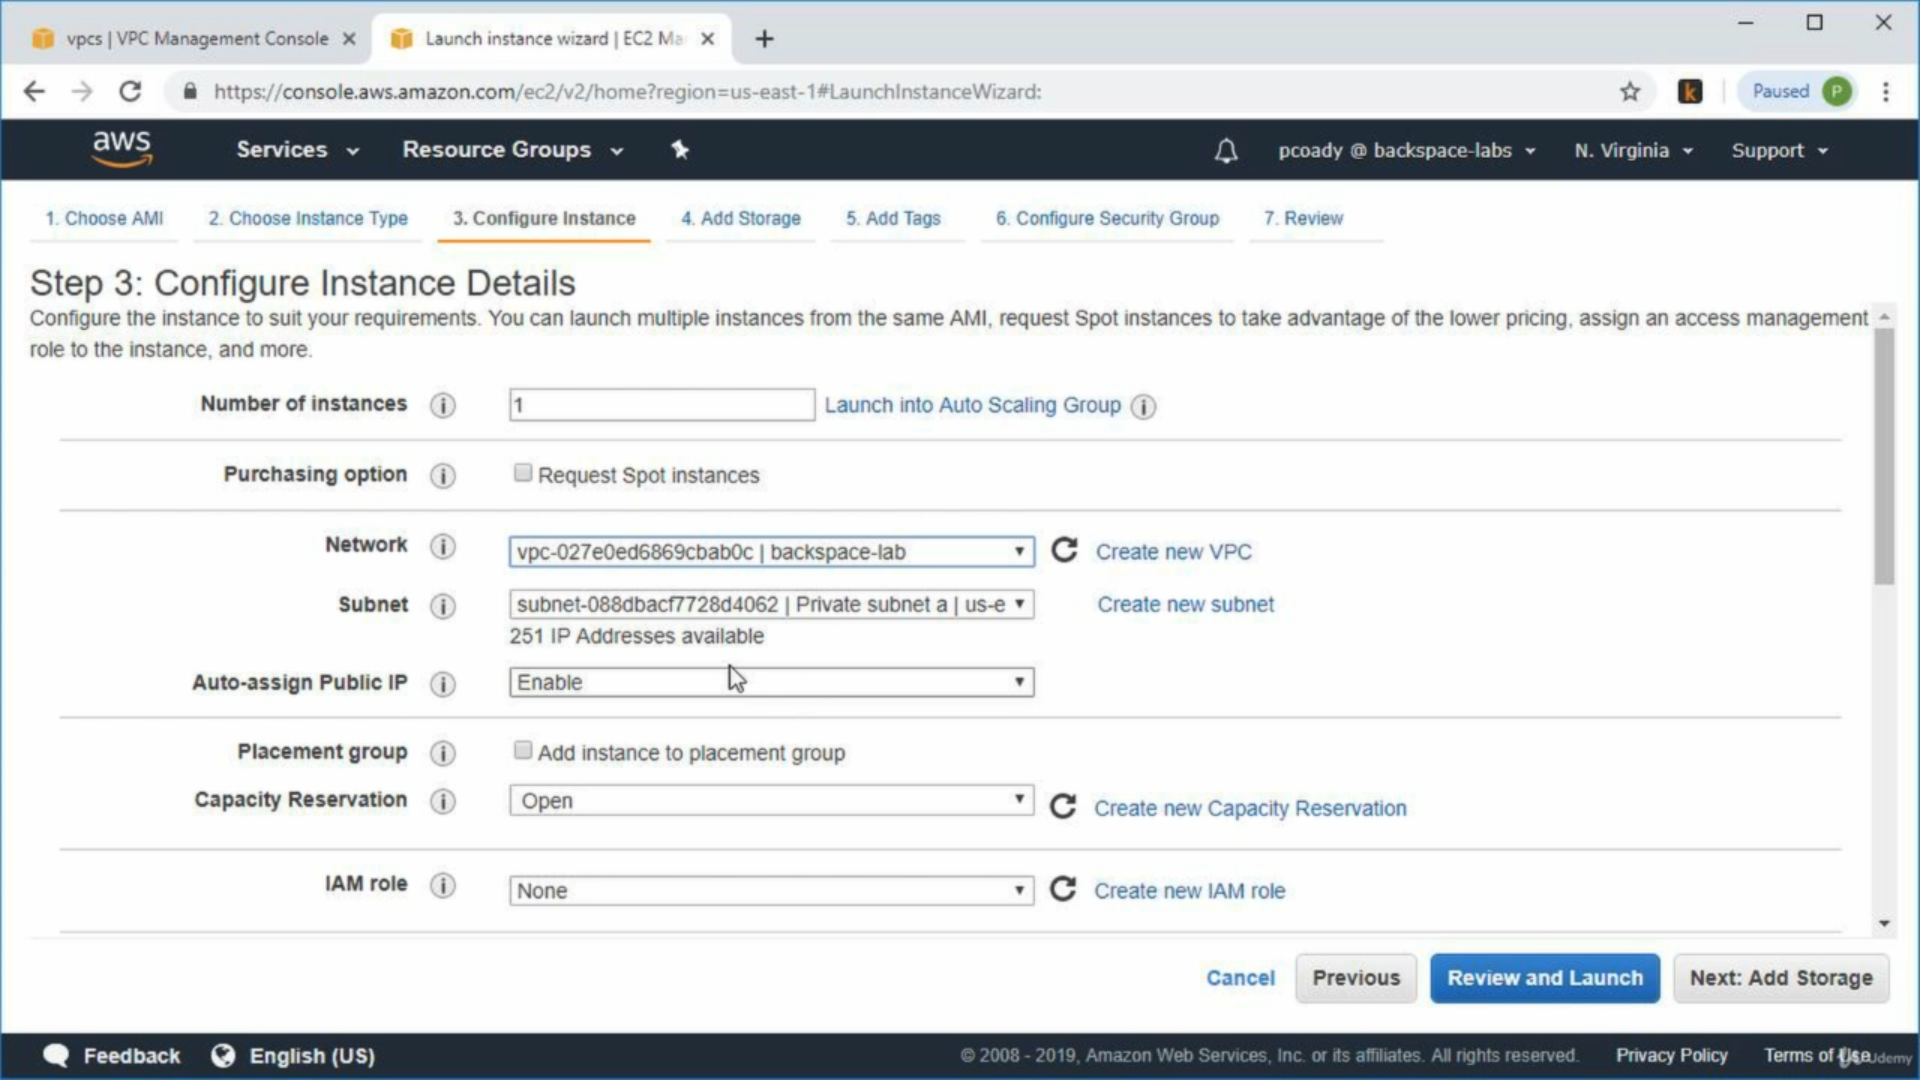 vpcs | VPC Management Console
Launch instance wizard | EC2 Ma
https://console.aws.amazon.com/ec2/v2/home?region=us-east-1#LaunchInstanceWizard:
k
Paused P
aws
Services
Resource Groups
pcoady @ backspace-labs
N. Virginia
Support
1. Choose AMI
2. Choose Instance Type
3. Configure Instance
4. Add Storage
5. Add Tags
6. Configure Security Group
7. Review
Step 3: Configure Instance Details
Configure the instance to suit your requirements. You can launch multiple instances from the same AMI, request Spot instances to take advantage of the lower pricing, assign an access management
role to the instance, and more.
Number of instances i 1 Launch into Auto Scaling Group i
Purchasing option i Request Spot instances
Network i vpc-027e0ed6869cbab0c | backspace-lab Create new VPC
Subnet i subnet-088dbacf7728d4062 | Private subnet a | us-e Create new subnet
251 IP Addresses available
Auto-assign Public IP i Enable
Placement group i Add instance to placement group
Capacity Reservation i Open Create new Capacity Reservation
IAM role i None Create new IAM role
Cancel
Previous
Review and Launch
Next: Add Storage
Feedback
English (US)
© 2008 - 2019, Amazon Web Services, Inc. or its affiliates. All rights reserved.
Privacy Policy
Terms of Use
Udemy